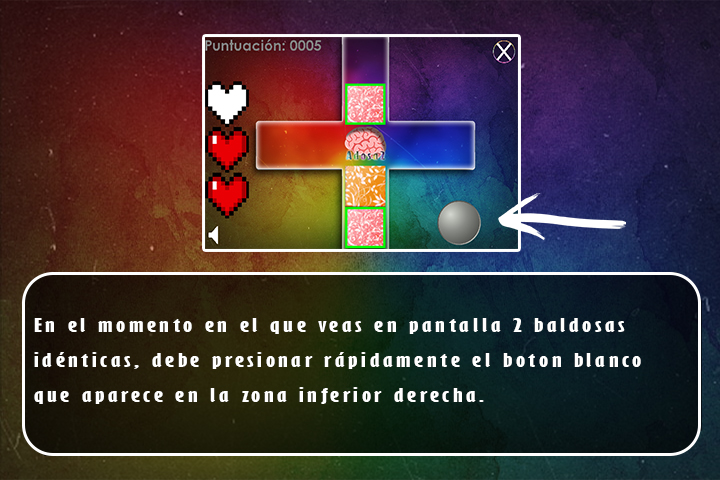 Puntuación: 0005
En el momento en el que veas en pantalla 2 baldosas
idénticas, debe presionar rápidamente el boton blanco
que aparece en la zona inferior derecha.